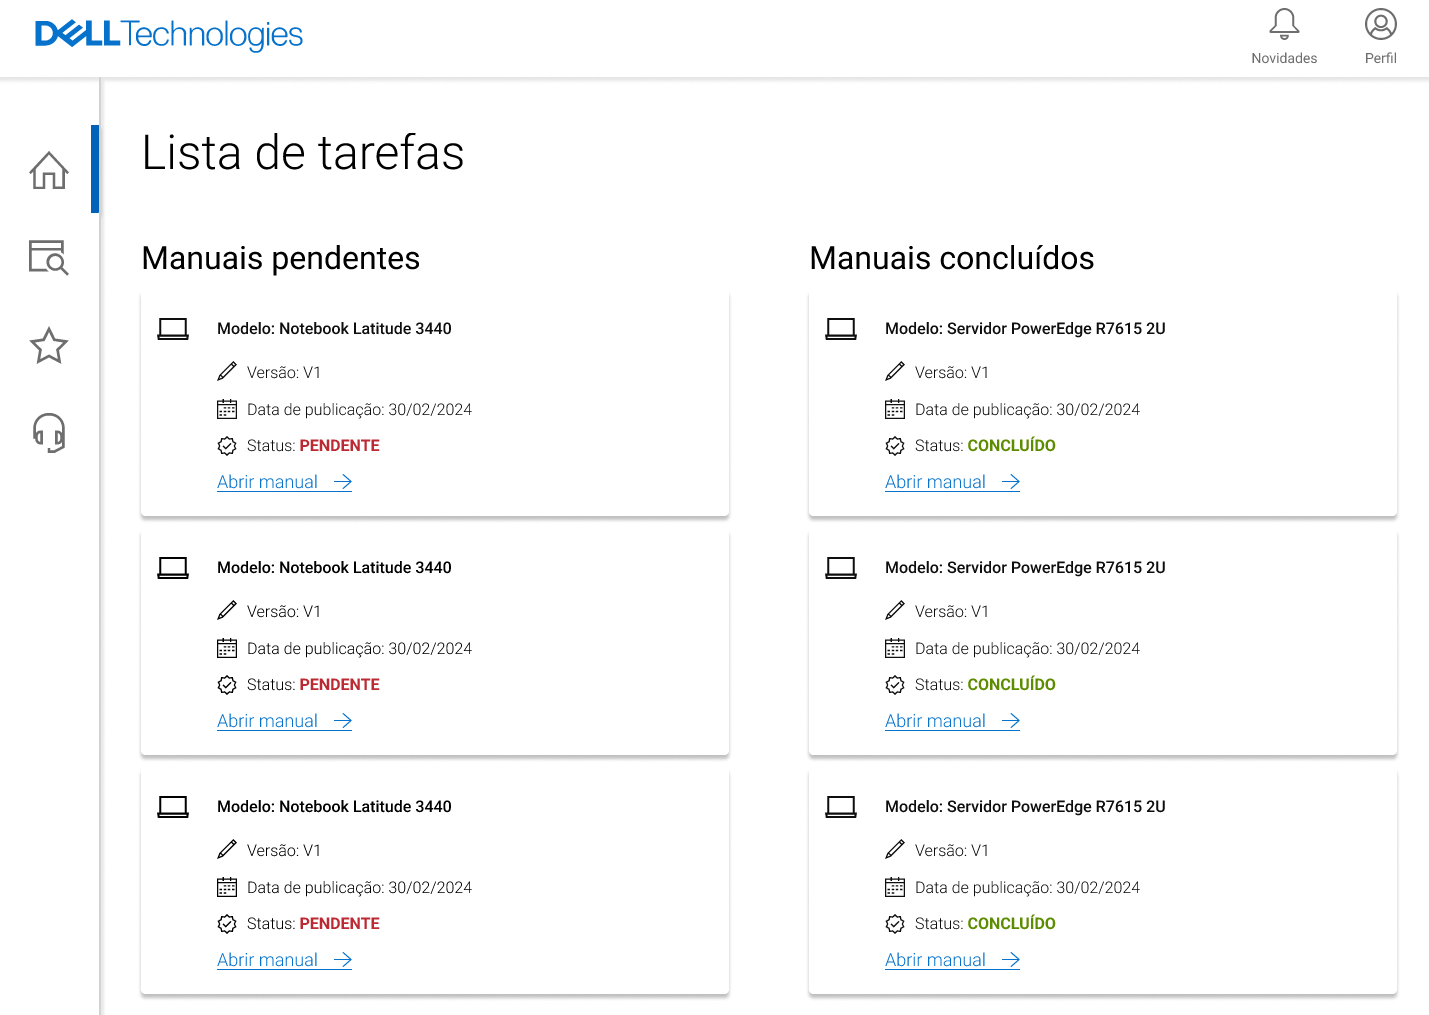 DELL Technologies
Novidades
Perfil
Lista de tarefas
Manuais pendentes
Modelo: Notebook Latitude 3440
Versão: V1
Data de publicação: 30/02/2024
Status: PENDENTE
Abrir manual
Modelo: Notebook Latitude 3440
Versão: V1
Data de publicação: 30/02/2024
Status: PENDENTE
Abrir manual
Modelo: Notebook Latitude 3440
Versão: V1
Data de publicação: 30/02/2024
Status: PENDENTE
Abrir manual
Manuais concluídos
Modelo: Servidor PowerEdge R7615 2U
Versão: V1
Data de publicação: 30/02/2024
Status: CONCLUÍDO
Abrir manual
Modelo: Servidor PowerEdge R7615 2U
Versão: V1
Data de publicação: 30/02/2024
Status: CONCLUÍDO
Abrir manual
Modelo: Servidor PowerEdge R7615 2U
Versão: V1
Data de publicação: 30/02/2024
Status: CONCLUÍDO
Abrir manual